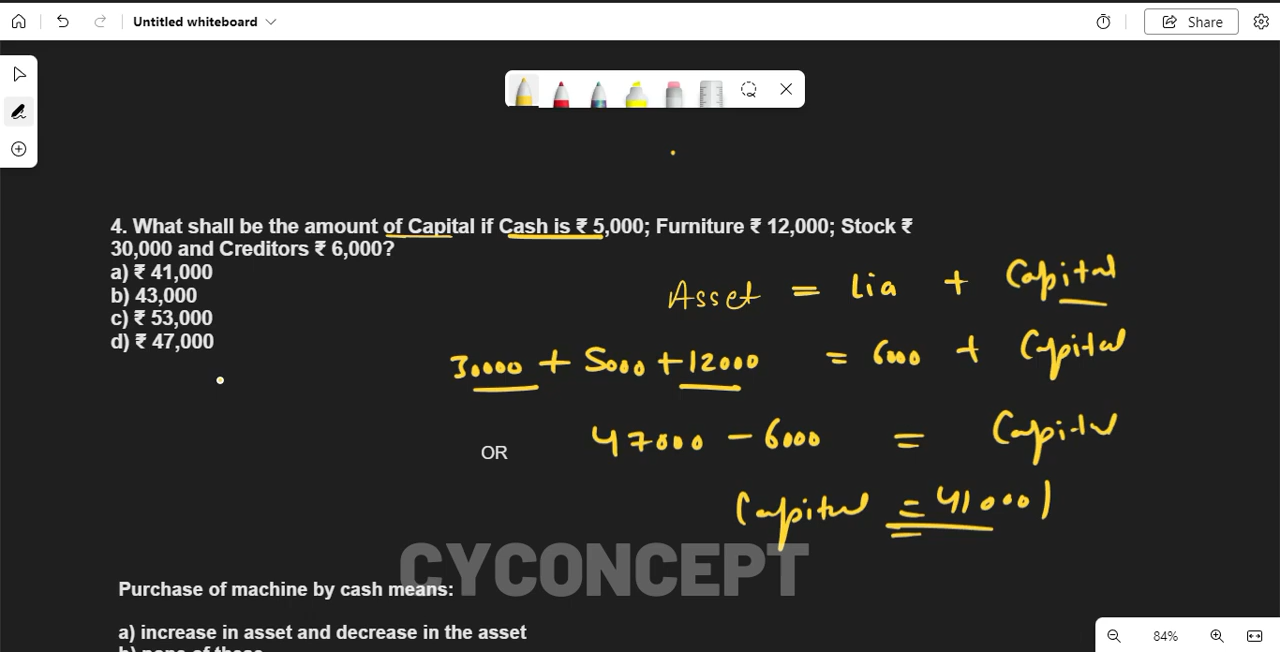 Untitled whiteboard
Share
4. What shall be the amount of Capital if Cash is ₹ 5,000; Furniture ₹ 12,000; Stock ₹
30,000 and Creditors ₹ 6,000?
a) ₹ 41,000
b) 43,000
c) ₹ 53,000
d) ₹ 47,000
Asset = Lia + Capital
30000 + 5000 + 12000 = 6000 + Capital
47000 - 6000 = Capital
OR
Capital = 41000
CYCONCEPT
Purchase of machine by cash means:
a) increase in asset and decrease in the asset
b) none of these
84%